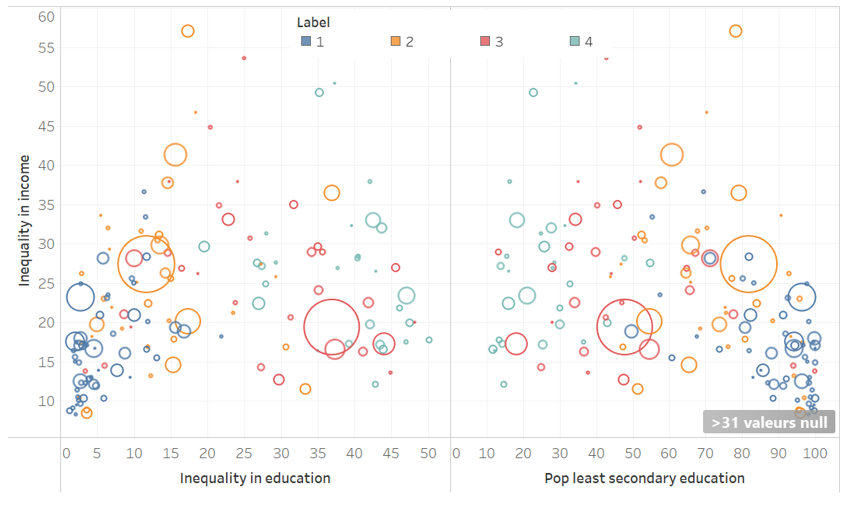 Label
1 2 3 4
60
55
50
45
40
35
30
25
20
15
10
Inequality in income
>31 valeurs null
0 5 10 15 20 25 30 35 40 45 50
0 10 20 30 40 50 60 70 80 90 100
Inequality in education
Pop least secondary education